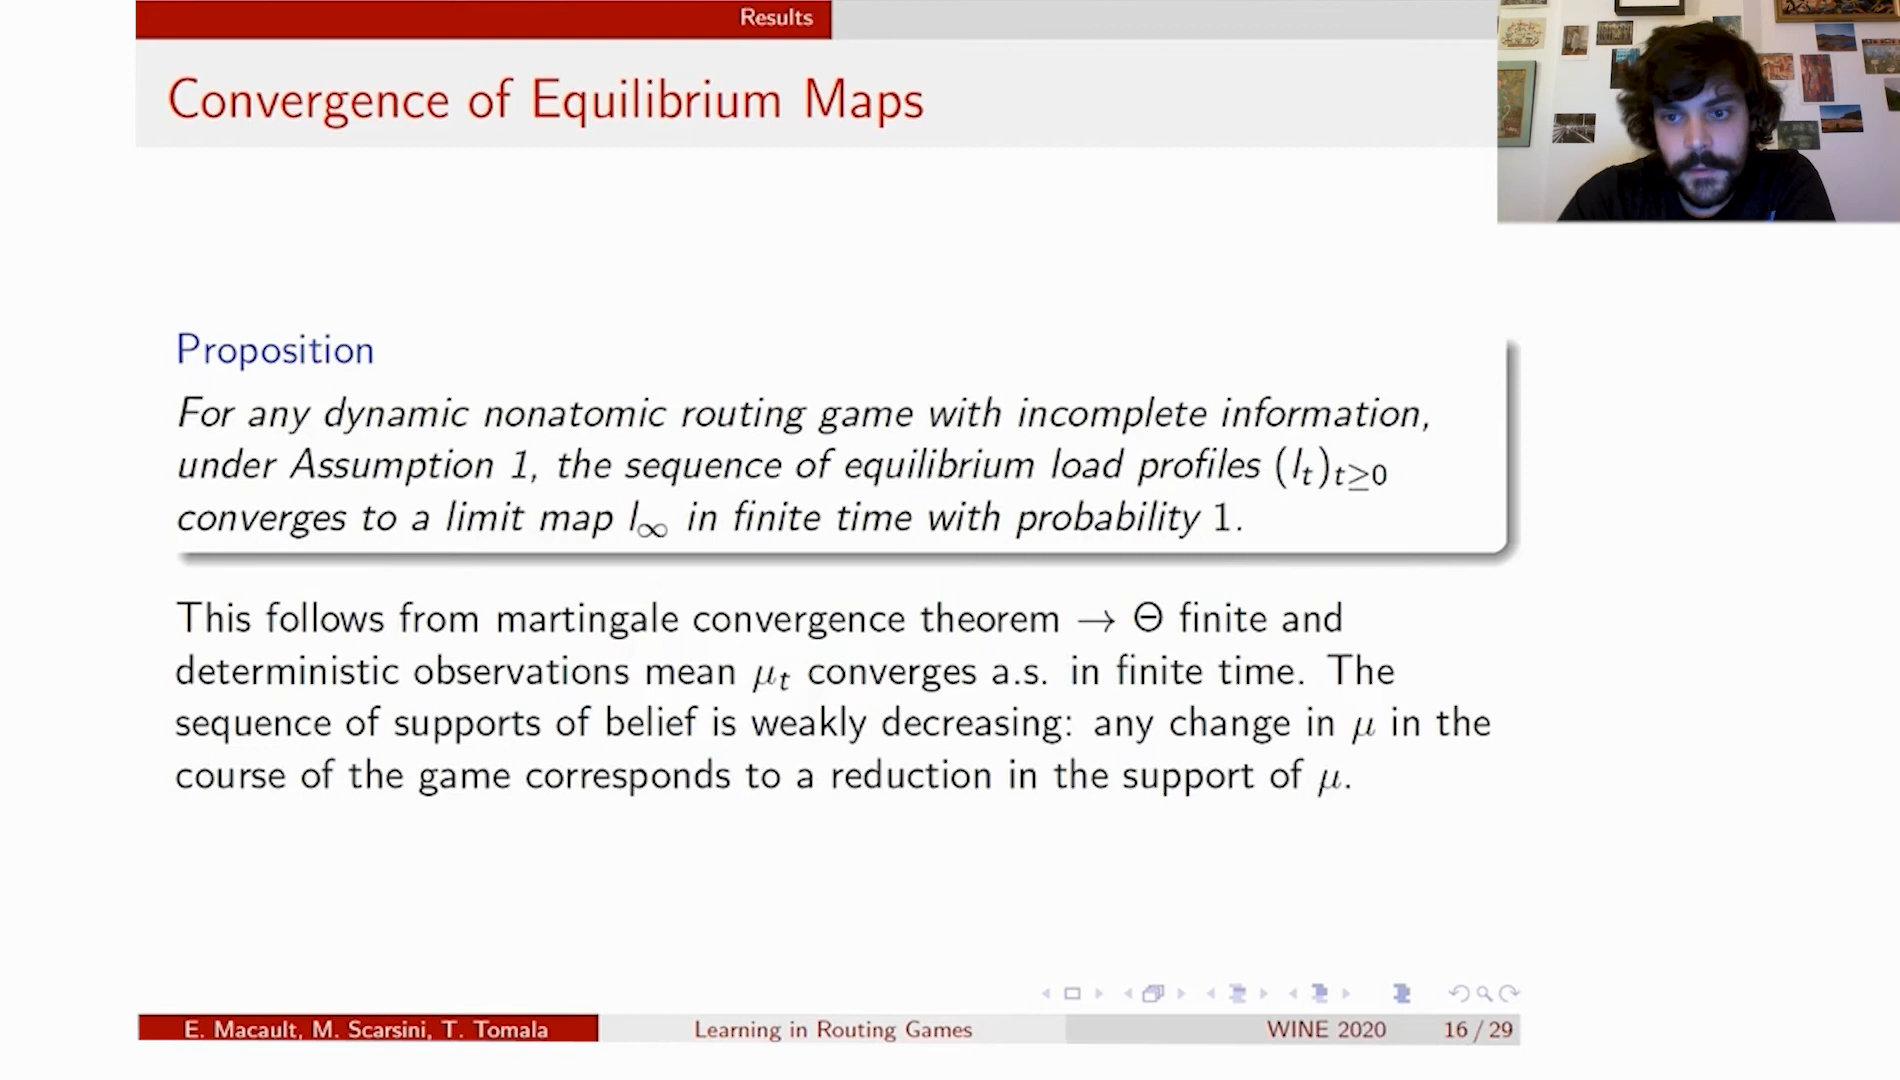 Results
Convergence of Equilibrium Maps
Proposition
For any dynamic nonatomic routing game with incomplete information,
under Assumption 1, the sequence of equilibrium load profiles (lₜ)ₜ≥₀
converges to a limit map l∞ in finite time with probability 1.
This follows from martingale convergence theorem → Θ finite and
deterministic observations mean μₜ converges a.s. in finite time. The
sequence of supports of belief is weakly decreasing: any change in μ in the
course of the game corresponds to a reduction in the support of μ.
E. Macault, M. Scarsini, T. Tomala Learning in Routing Games WINE 2020 16 / 29